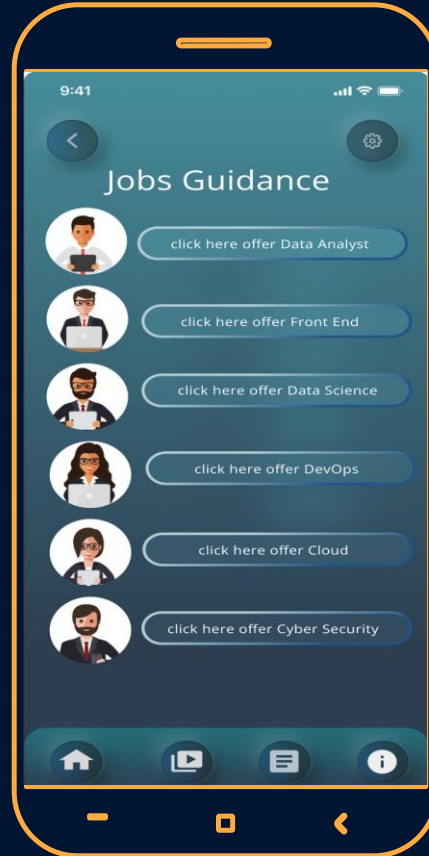 9:41
Jobs Guidance
click here offer Data Analyst
click here offer Front End
click here offer Data Science
click here offer DevOps
click here offer Cloud
click here offer Cyber Security